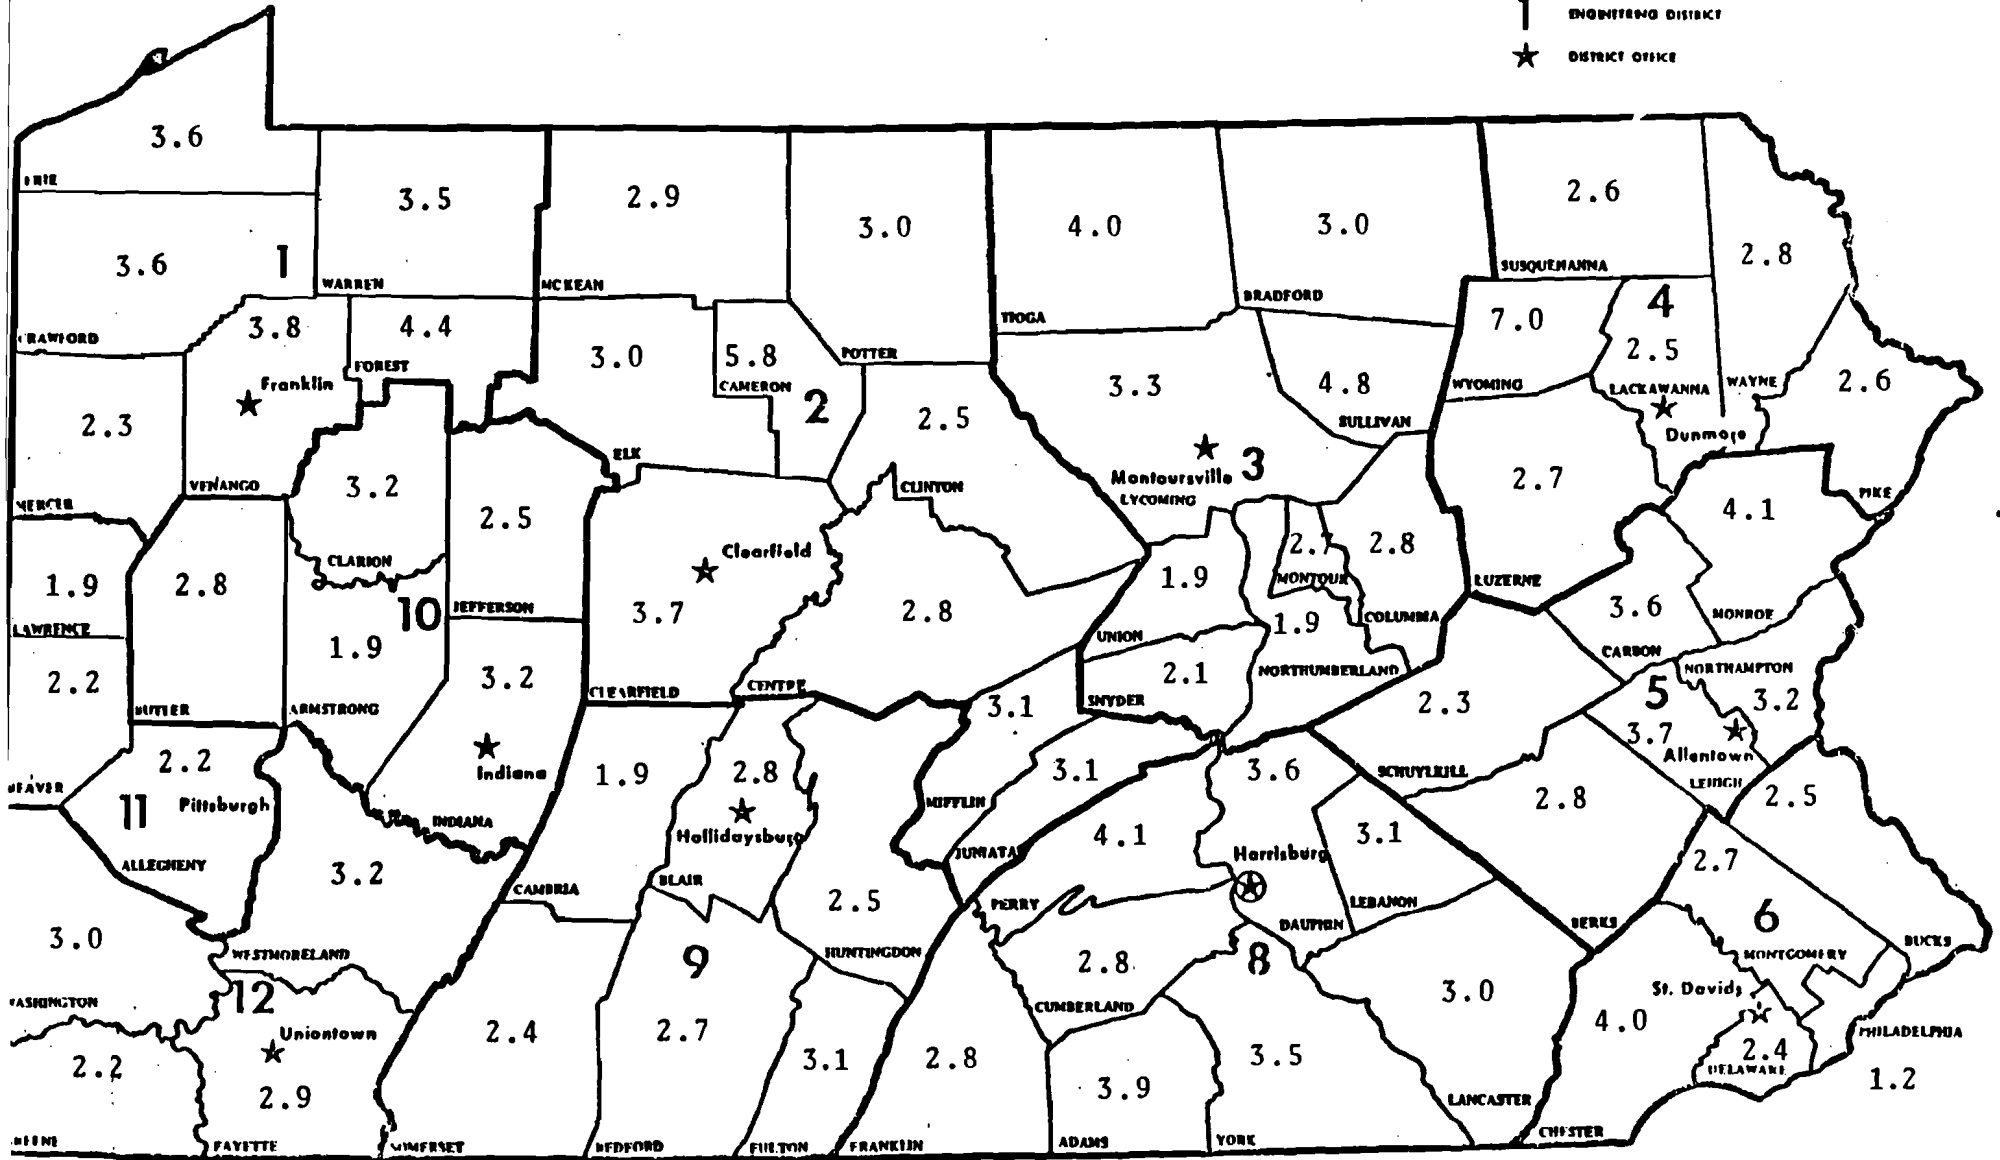 1 ENGINEERING DISTRICT
★ DISTRICT OFFICE
3.6
ERIE
3.5
2.9
3.0
4.0
3.0
2.6
2.8
3.6
1
WARREN
MCKEAN
SUSQUEHANNA
CRAWFORD
3.8
4.4
FOREST
3.0
5.8
CAMERON
POTTER
TIOGA
BRADFORD
7.0
4
2.5
WYOMING
LACKAWANNA
WAYNE
2.6
Franklin
2.3
2
2.5
3.3
4.8
SULLIVAN
Dunmore
MERCER
VENANGO
3.2
CLARION
ELK
CLINTON
Montoursville
3
LYCOMING
2.7
PIKE
4.1
2.5
Clearfield
1.9
2.7
MONTOUR
2.8
COLUMBIA
LUZERNE
1.9
LAWRENCE
2.8
10
JEFFERSON
3.7
2.8
UNION
1.9
NORTHUMBERLAND
3.6
CARBON
MONROE
2.2
BUTLER
1.9
ARMSTRONG
3.2
CLEARFIELD
CENTRE
3.1
2.1
SNYDER
2.3
5
NORTHAMPTON
3.2
BEAVER
2.2
11
Pittsburgh
ALLEGHENY
Indiana
INDIANA
1.9
2.8
Hollidaysburg
MIFFLIN
3.1
JUNIATA
3.6
SCHUYLKILL
3.7
Allentown
LEHIGH
2.5
3.2
CAMBRIA
BLAIR
2.5
4.1
PERRY
Harrisburg
3.1
LEBANON
2.8
BERKS
2.7
3.0
WESTMORELAND
9
HUNTINGDON
DAUPHIN
6
MONTGOMERY
BUCKS
WASHINGTON
12
Uniontown
2.8
CUMBERLAND
8
3.0
St. Davids
4.0
PHILADELPHIA
2.2
2.9
2.4
2.7
3.1
2.8
3.9
3.5
LANCASTER
2.4
DELAWARE
1.2
GREENE
FAYETTE
SOMERSET
BEDFORD
FULTON
FRANKLIN
ADAMS
YORK
CHESTER